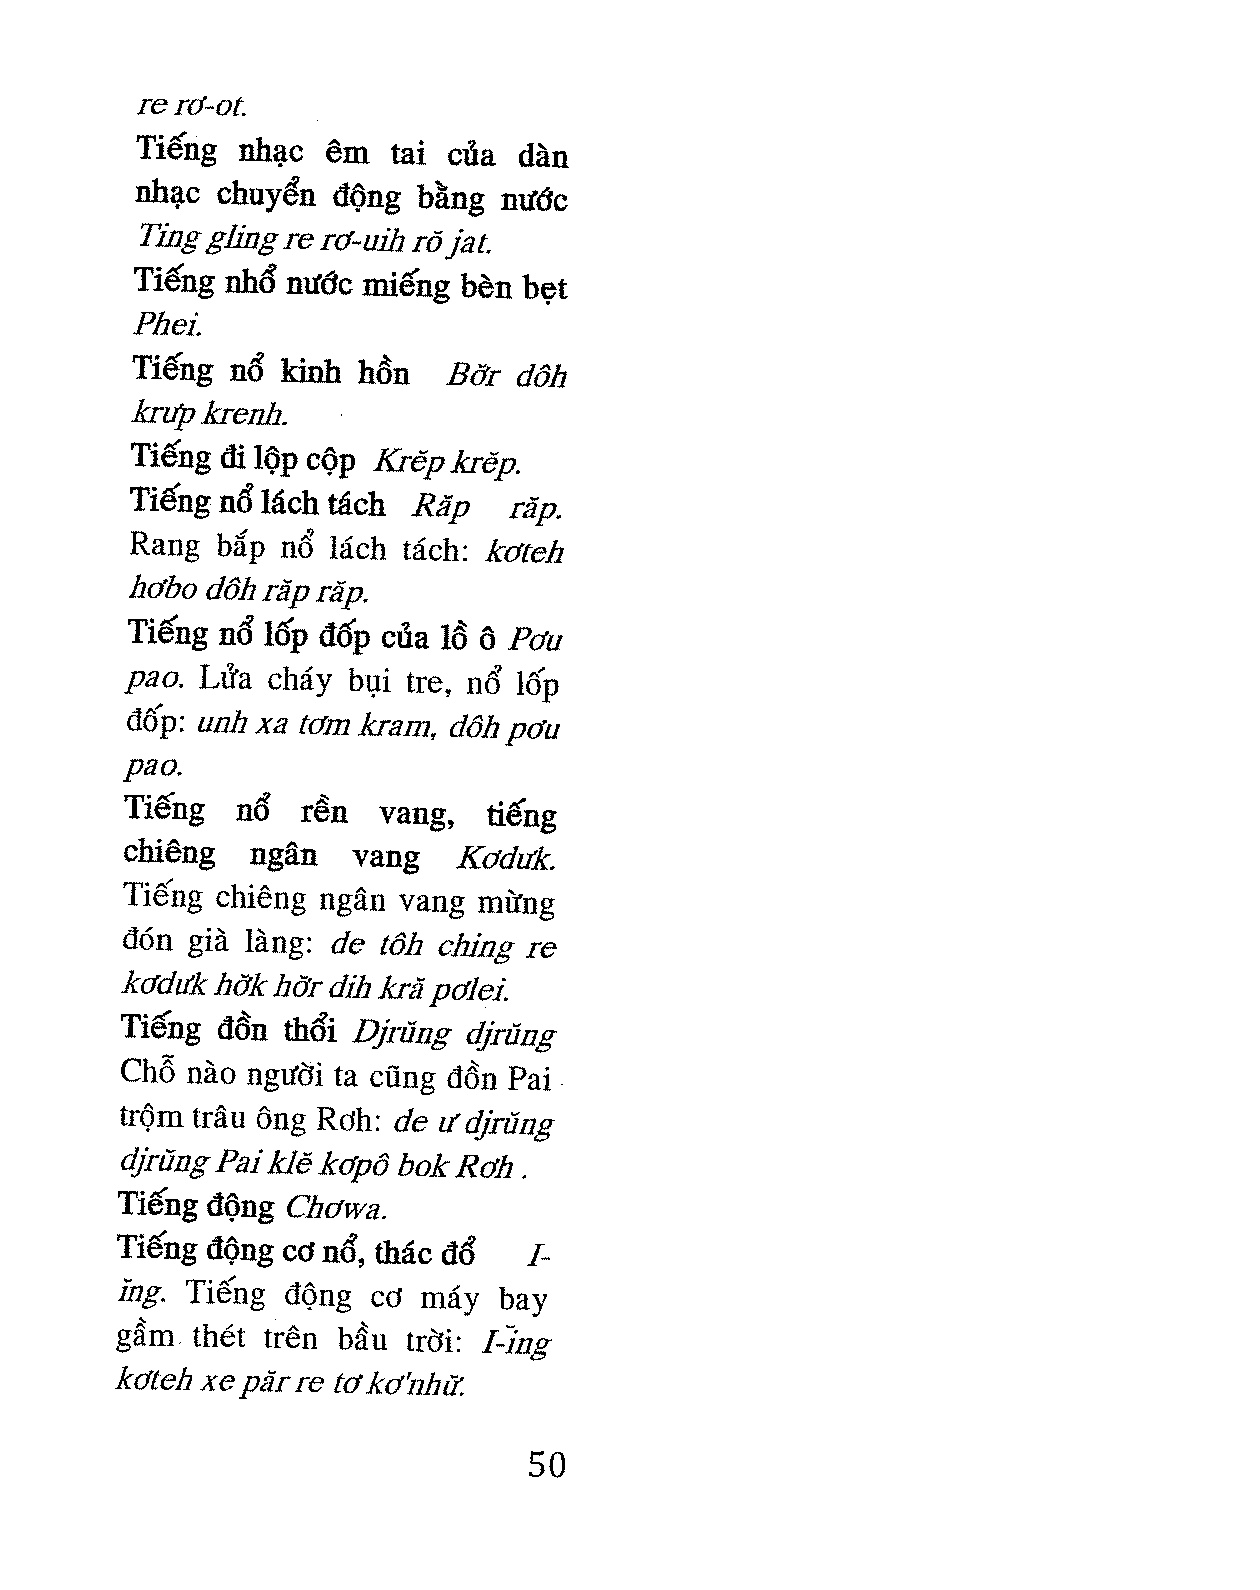 re rơ-ot.
Tiếng nhạc êm tai của dàn
nhạc chuyển động bằng nước
Ting gling re rơ-uih rŏ jat.
Tiếng nhổ nước miếng bèn bẹt
Phei.
Tiếng nổ kinh hồn Bơ̆r dôh
krưp krenh.
Tiếng đi lộp cộp Krĕp krĕp.
Tiếng nổ lách tách Răp răp.
Rang bắp nổ lách tách: kơteh
hơbo dôh răp răp.
Tiếng nổ lốp đốp của lồ ô Pơu
pao. Lửa cháy bụi tre, nổ lốp
đốp: unh xa tơm kram, dôh pơu
pao.
Tiếng nổ rền vang, tiếng
chiêng ngân vang Kơdưk.
Tiếng chiêng ngân vang mừng
đón già làng: de tôh ching re
kơdưk hơ̆k hơ̆r dih kră pơlei.
Tiếng đồn thổi Djrŭng djrŭng
Chỗ nào người ta cũng đồn Pai
trộm trâu ông Rơh: de ư djrŭng
djrŭng Pai klĕ kơpô bok Rơh .
Tiếng động Chơwa.
Tiếng động cơ nổ, thác đổ I-
ĭng. Tiếng động cơ máy bay
gầm thét trên bầu trời: I-ĭng
kơteh xe păr re tơ kơ'như̆.
50